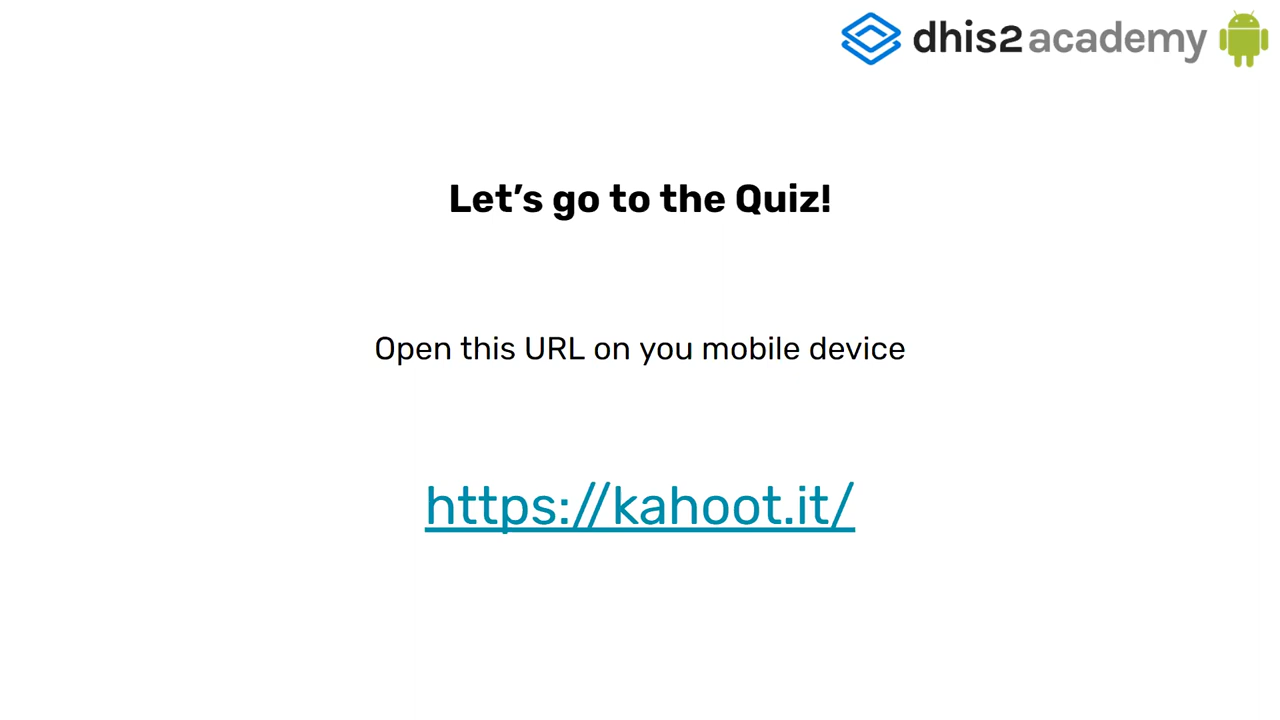 dhis2 academy
Let’s go to the Quiz!
Open this URL on you mobile device
https://kahoot.it/